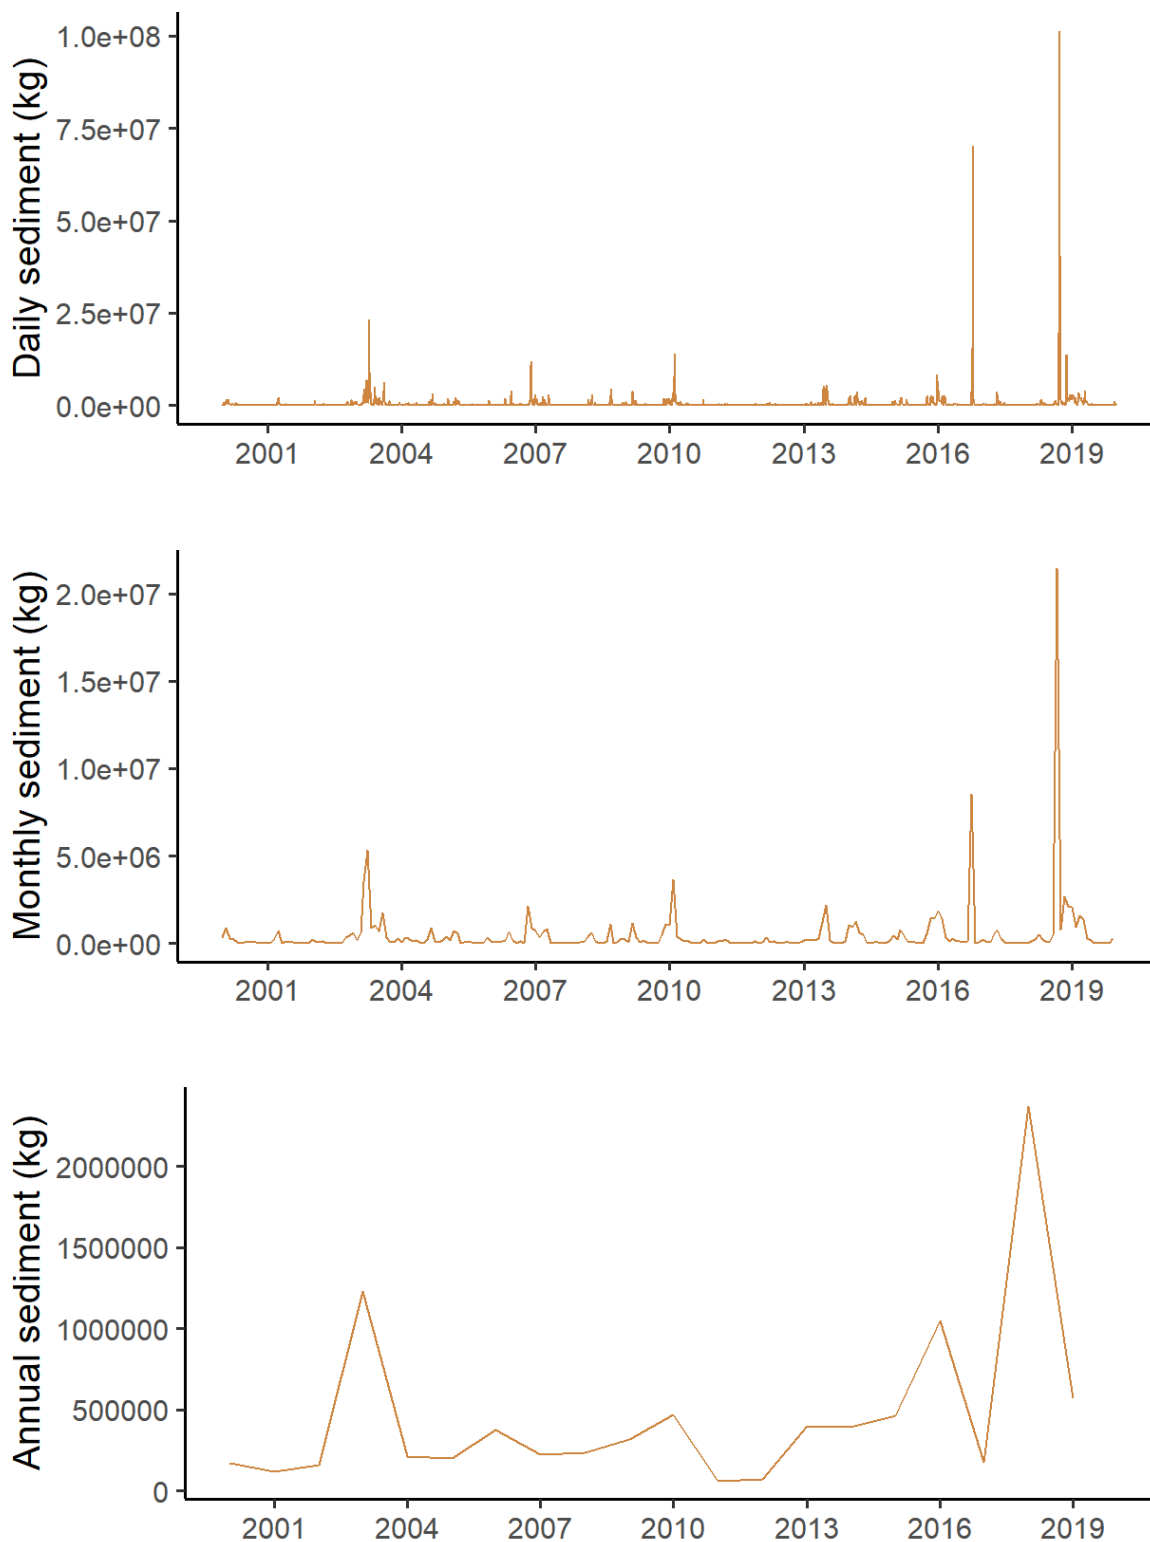 Daily sediment (kg)
1.0e+08
7.5e+07
5.0e+07
2.5e+07
0.0e+00
2001 2004 2007 2010 2013 2016 2019
Monthly sediment (kg)
2.0e+07
1.5e+07
1.0e+07
5.0e+06
0.0e+00
2001 2004 2007 2010 2013 2016 2019
Annual sediment (kg)
2000000
1500000
1000000
500000
0
2001 2004 2007 2010 2013 2016 2019